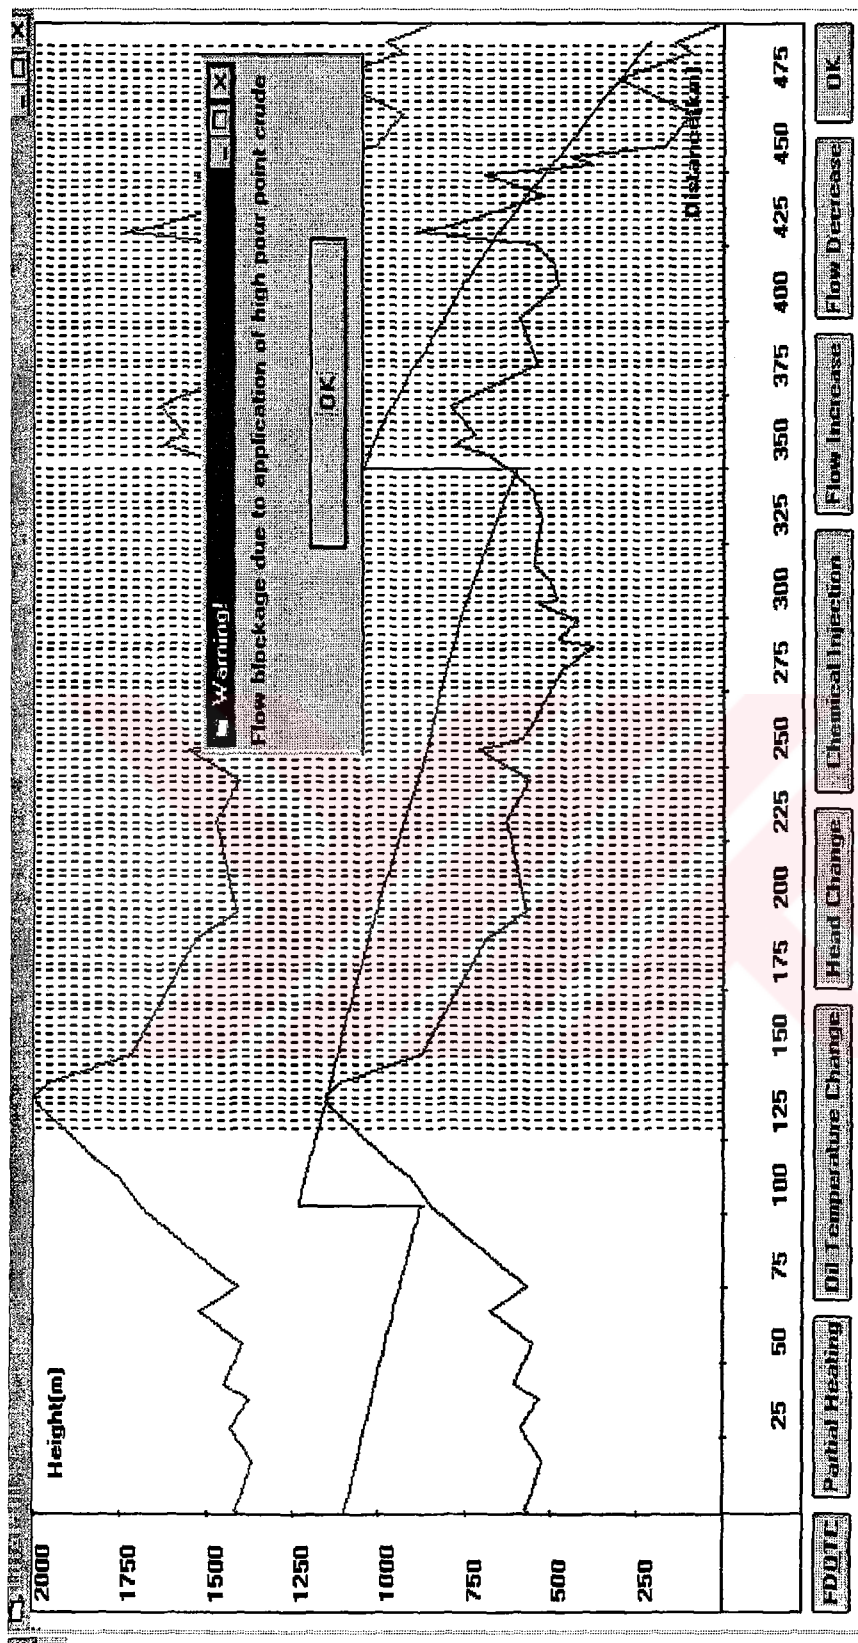 Height(m)
2000
1750
1500
1250
1000
750
500
250
Warning!
Flow blockage due to application of high pour point crude
OK
Distance(km)
25
50
75
100
125
150
175
200
225
250
275
300
325
350
375
400
425
450
475
FDOTC
Partial Heating
Oil Temperature Change
Head Change
Chemical Injection
Flow Increase
Flow Decrease
OK